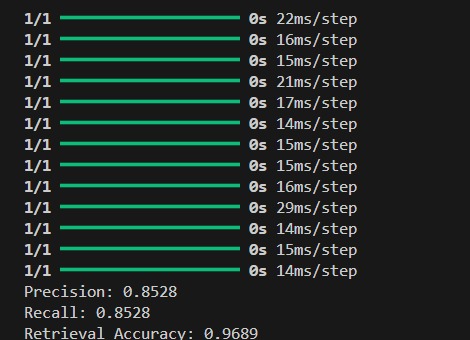 1/1 0s 22ms/step
1/1 0s 16ms/step
1/1 0s 15ms/step
1/1 0s 21ms/step
1/1 0s 17ms/step
1/1 0s 14ms/step
1/1 0s 15ms/step
1/1 0s 15ms/step
1/1 0s 16ms/step
1/1 0s 29ms/step
1/1 0s 14ms/step
1/1 0s 15ms/step
1/1 0s 14ms/step
Precision: 0.8528
Recall: 0.8528
Retrieval Accuracy: 0.9689